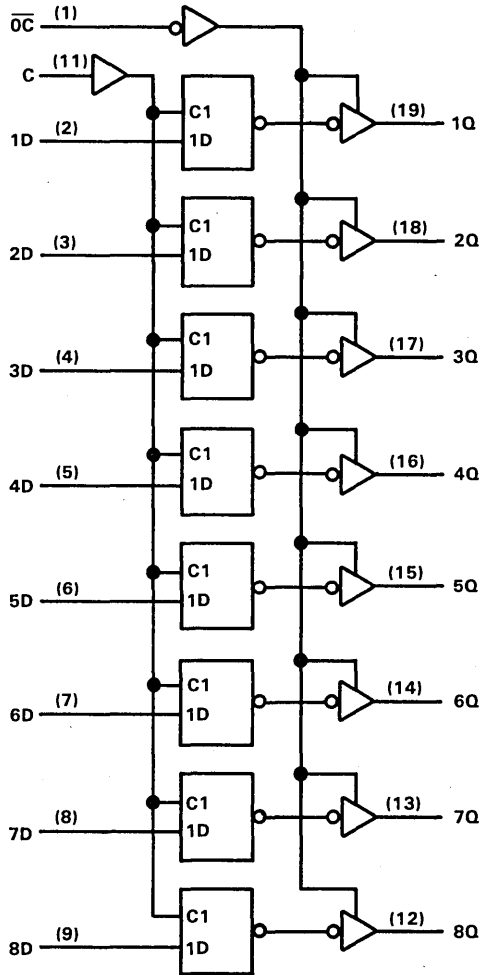 OC (1)
C (11)
C1
1D (2) 1D (19) 1Q
C1
2D (3) 1D (18) 2Q
C1
3D (4) 1D (17) 3Q
C1
4D (5) 1D (16) 4Q
C1
5D (6) 1D (15) 5Q
C1
6D (7) 1D (14) 6Q
C1
7D (8) 1D (13) 7Q
C1
8D (9) 1D (12) 8Q